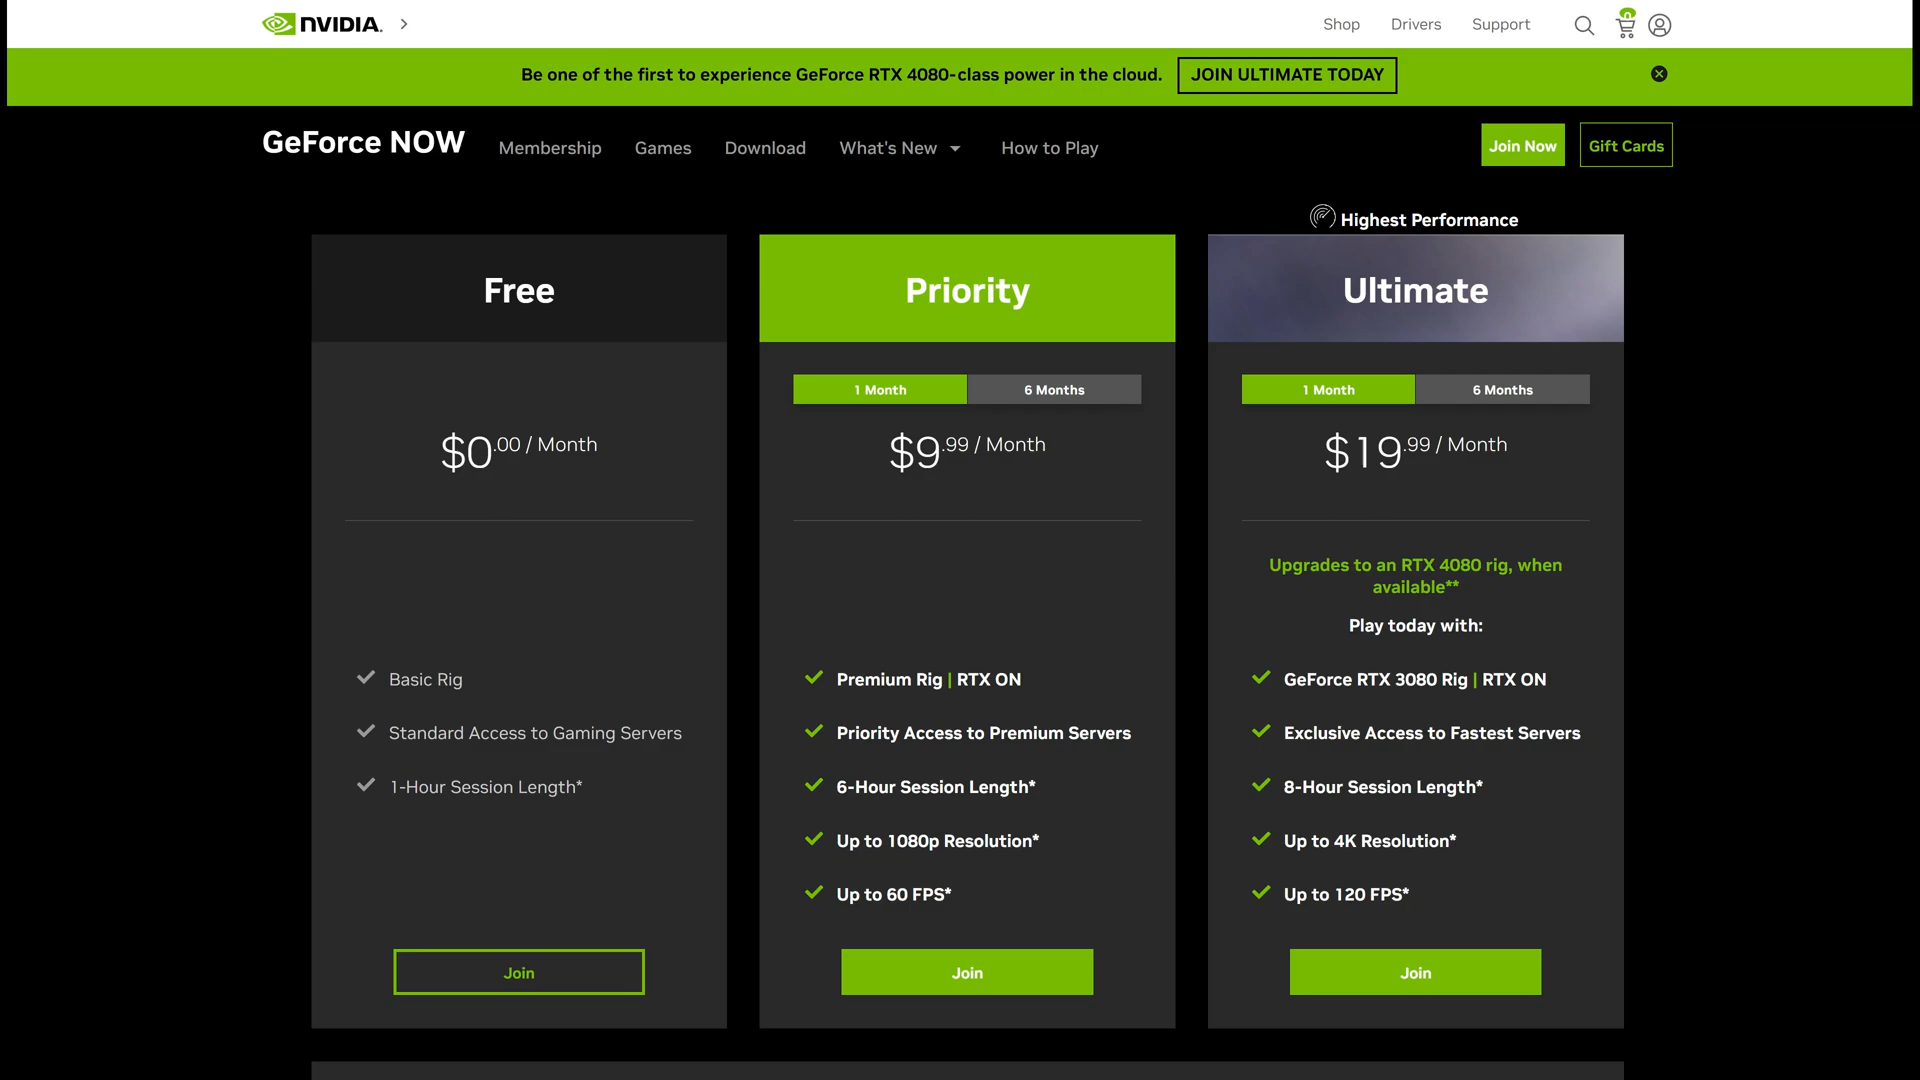 NVIDIA.
Shop
Drivers
Support
0
Be one of the first to experience GeForce RTX 4080-class power in the cloud.
JOIN ULTIMATE TODAY
GeForce NOW
Membership
Games
Download
What's New
How to Play
Join Now
Gift Cards
Free
$0.00 / Month
Basic Rig
Standard Access to Gaming Servers
1-Hour Session Length*
Join
Priority
1 Month
6 Months
$9.99 / Month
Premium Rig | RTX ON
Priority Access to Premium Servers
6-Hour Session Length*
Up to 1080p Resolution*
Up to 60 FPS*
Join
Highest Performance
Ultimate
1 Month
6 Months
$19.99 / Month
Upgrades to an RTX 4080 rig, when
available**
Play today with:
GeForce RTX 3080 Rig | RTX ON
Exclusive Access to Fastest Servers
8-Hour Session Length*
Up to 4K Resolution*
Up to 120 FPS*
Join